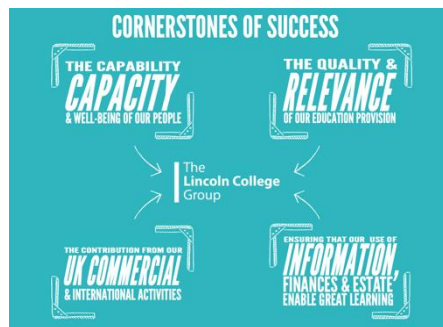 CORNERSTONES OF SUCCESS
THE CAPABILITY
CAPACITY
& WELL-BEING OF OUR PEOPLE
THE QUALITY &
RELEVANCE
OF OUR EDUCATION PROVISION
The
Lincoln College
Group
THE CONTRIBUTION FROM OUR
UK COMMERCIAL
& INTERNATIONAL ACTIVITIES
ENSURING THAT OUR USE OF
INFORMATION,
FINANCES & ESTATE
ENABLE GREAT LEARNING